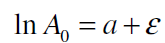 ln A₀ = a + ε